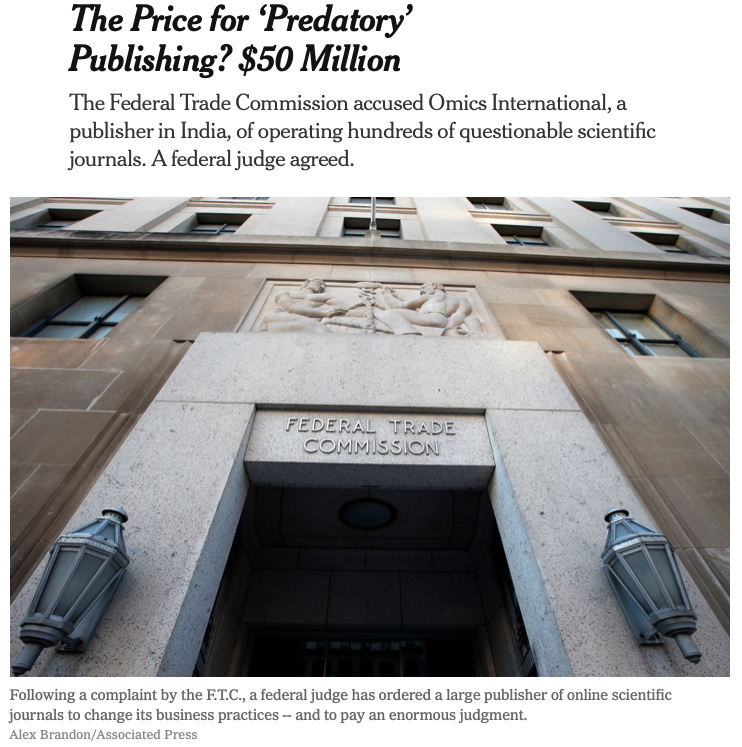 The Price for ‘Predatory’
Publishing? $50 Million
The Federal Trade Commission accused Omics International, a
publisher in India, of operating hundreds of questionable scientific
journals. A federal judge agreed.
FEDERAL TRADE
COMMISSION
Following a complaint by the F.T.C., a federal judge has ordered a large publisher of online scientific
journals to change its business practices -- and to pay an enormous judgment.
Alex Brandon/Associated Press